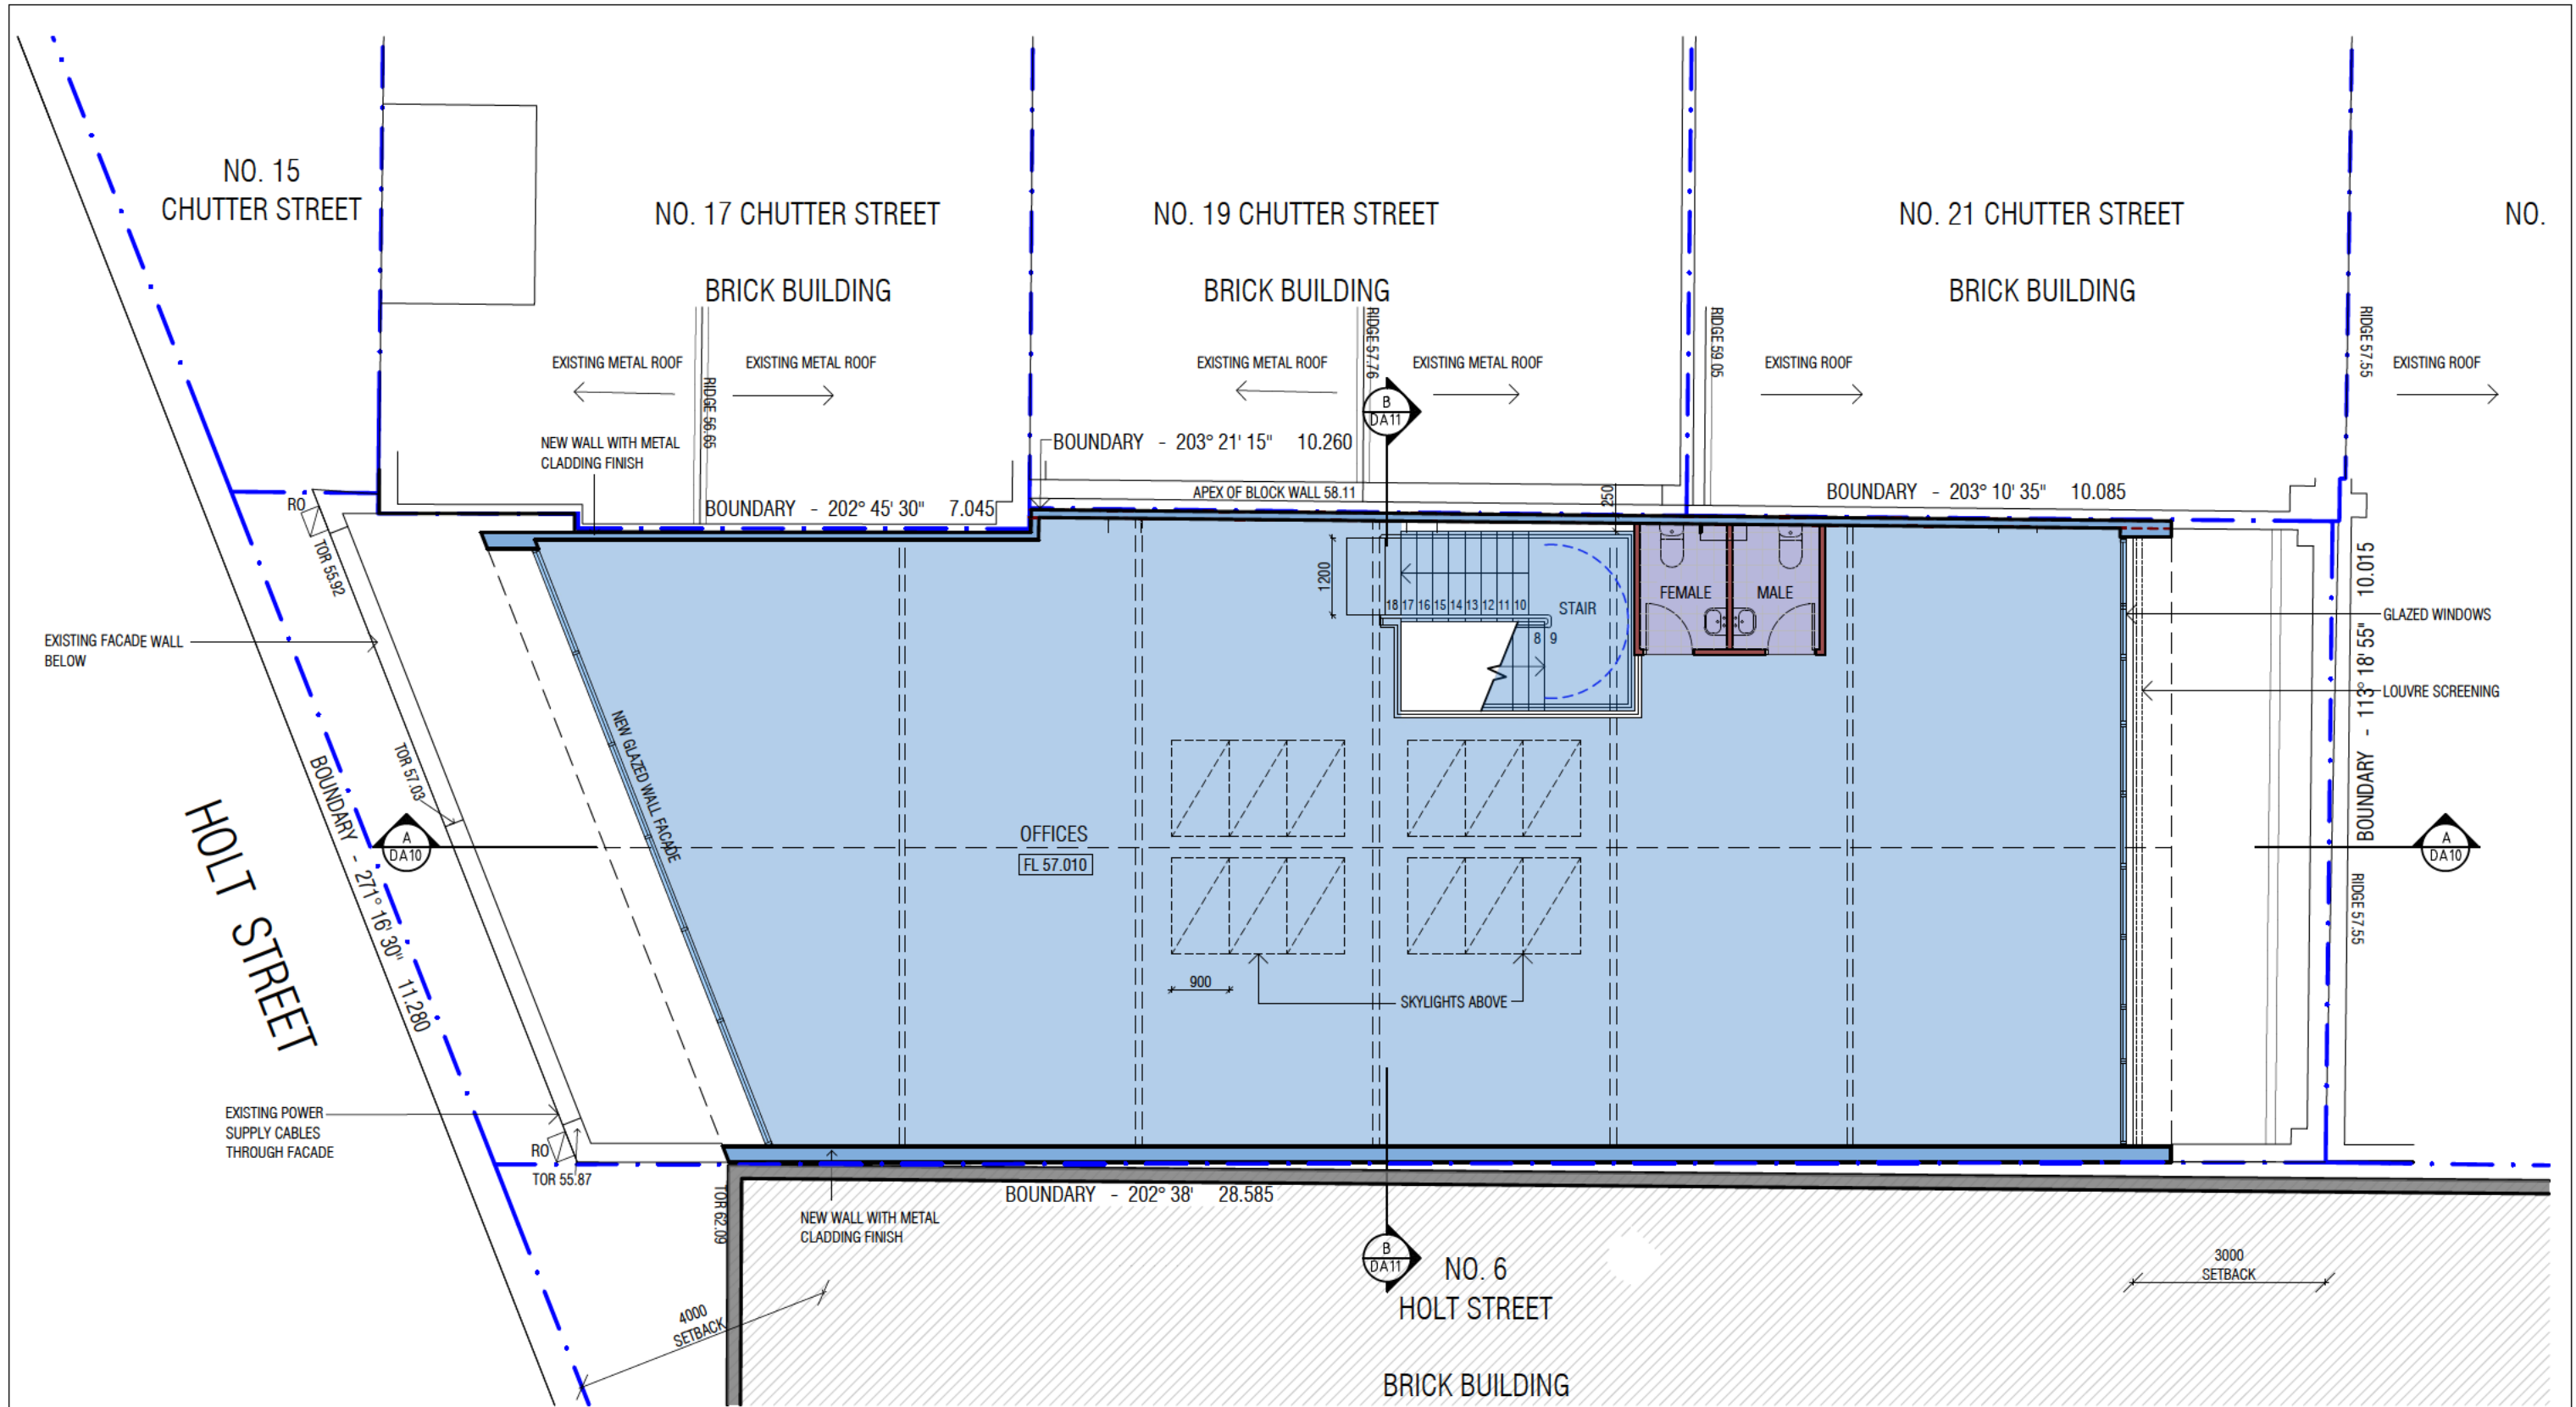 NO. 15
CHUTTER STREET
NO. 17 CHUTTER STREET
BRICK BUILDING
NO. 19 CHUTTER STREET
BRICK BUILDING
NO. 21 CHUTTER STREET
BRICK BUILDING
NO.
EXISTING METAL ROOF
RIDGE 56.65
EXISTING METAL ROOF
EXISTING METAL ROOF
RIDGE 57.76
EXISTING METAL ROOF
RIDGE 59.05
EXISTING ROOF
RIDGE 57.55
EXISTING ROOF
B
DA11
NEW WALL WITH METAL
CLADDING FINISH
BOUNDARY - 203° 21' 15" 10.260
BOUNDARY - 202° 45' 30" 7.045
APEX OF BLOCK WALL 58.11
250
BOUNDARY - 203° 10' 35" 10.085
RO
TOR 55.92
1200
18 17 16 15 14 13 12 11 10
STAIR
8 9
FEMALE
MALE
BOUNDARY - 113° 18' 55" 10.015
GLAZED WINDOWS
LOUVRE SCREENING
EXISTING FACADE WALL
BELOW
NEW GLAZED WALL FACADE
TOR 57.03
BOUNDARY - 271° 16' 30" 11.280
HOLT STREET
A
DA10
OFFICES
FL 57.010
A
DA10
RIDGE 57.55
900
SKYLIGHTS ABOVE
EXISTING POWER
SUPPLY CABLES
THROUGH FACADE
RO
TOR 55.87
TOR 62.09
NEW WALL WITH METAL
CLADDING FINISH
BOUNDARY - 202° 38' 28.585
B
DA11
NO. 6
HOLT STREET
BRICK BUILDING
4000
SETBACK
3000
SETBACK